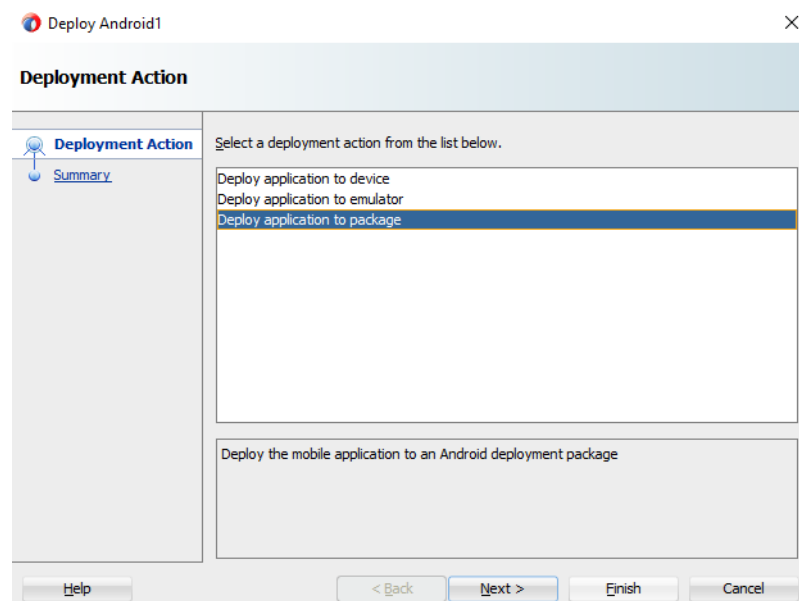 Deploy Android1
Deployment Action
Deployment Action
Summary
Select a deployment action from the list below.
Deploy application to device
Deploy application to emulator
Deploy application to package
Deploy the mobile application to an Android deployment package
Help
< Back
Next >
Finish
Cancel